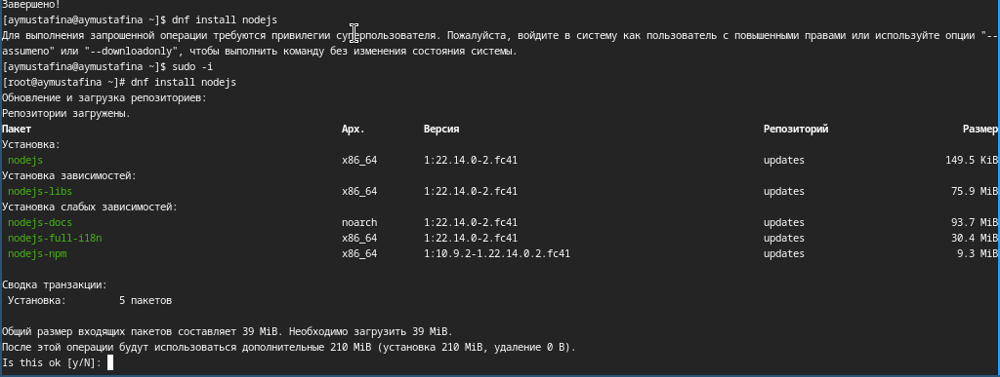 Завершено!
[aymustafina@aymustafina ~]$ dnf install nodejs
Для выполнения запрошенной операции требуются привилегии суперпользователя. Пожалуйста, войдите в систему как пользователь с повышенными правами или используйте опции "--
assumeno" или "--downloadonly", чтобы выполнить команду без изменения состояния системы.
[aymustafina@aymustafina ~]$ sudo -i
[root@aymustafina ~]# dnf install nodejs
Обновление и загрузка репозиториев:
Репозитории загружены.
Пакет Арх. Версия Репозиторий Размер
Установка:
nodejs x86_64 1:22.14.0-2.fc41 updates 149.5 KiB
Установка зависимостей:
nodejs-libs x86_64 1:22.14.0-2.fc41 updates 75.9 MiB
Установка слабых зависимостей:
nodejs-docs noarch 1:22.14.0-2.fc41 updates 93.7 MiB
nodejs-full-i18n x86_64 1:22.14.0-2.fc41 updates 30.4 MiB
nodejs-npm x86_64 1:10.9.2-1.22.14.0.2.fc41 updates 9.3 MiB
Сводка транзакции:
Установка: 5 пакетов
Общий размер входящих пакетов составляет 39 MiB. Необходимо загрузить 39 MiB.
После этой операции будут использоваться дополнительные 210 MiB (установка 210 MiB, удаление 0 B).
Is this ok [y/N]: